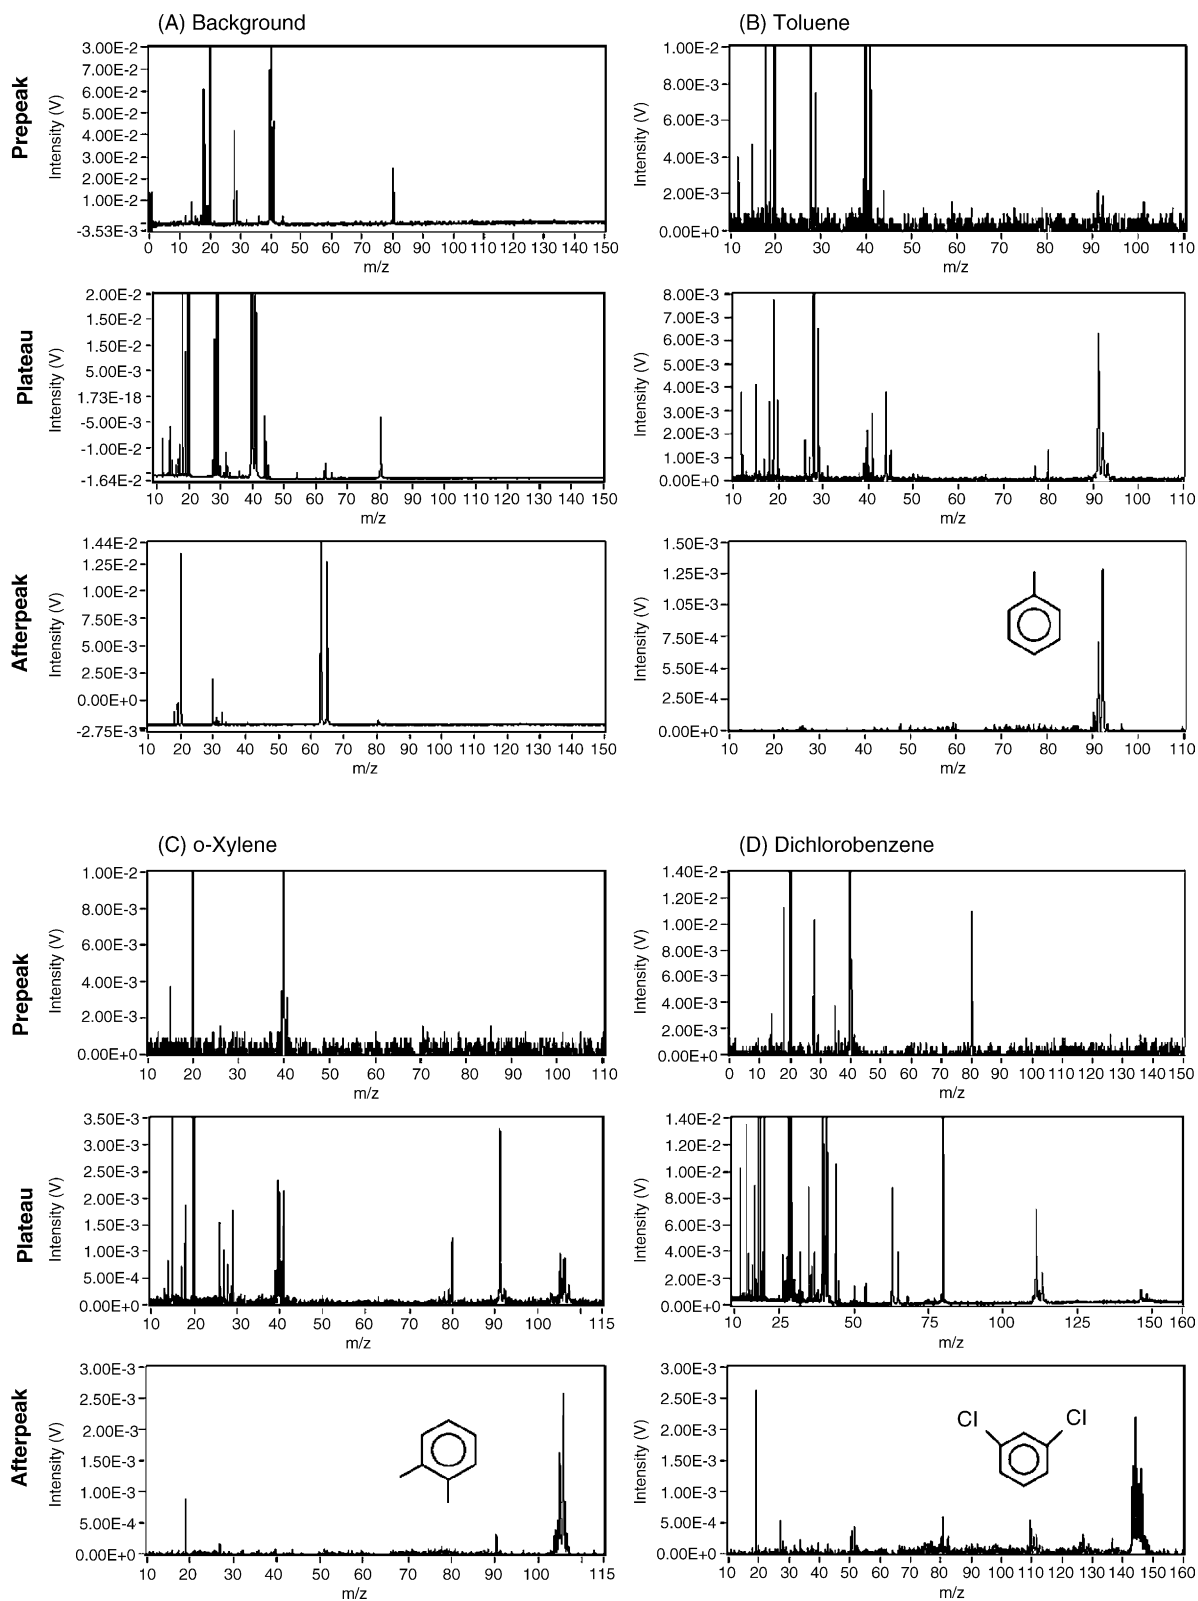 (A) Background
Prepeak
Intensity (V)
3.00E-2
7.00E-2
6.00E-2
5.00E-2
4.00E-2
3.00E-2
2.00E-2
1.00E-2
-3.53E-3
0 10 20 30 40 50 60 70 80 90 100 110 120 130 140 150
m/z
(B) Toluene
Intensity (V)
1.00E-2
8.00E-3
6.00E-3
4.00E-3
2.00E-3
0.00E+0
10 20 30 40 50 60 70 80 90 100 110
m/z
Plateau
Intensity (V)
2.00E-2
1.50E-2
1.50E-2
5.00E-3
1.73E-18
-5.00E-3
-1.00E-2
-1.64E-2
10 20 30 40 50 60 70 80 90 100 110 120 130 140 150
m/z
Intensity (V)
8.00E-3
7.00E-3
6.00E-3
5.00E-3
4.00E-3
3.00E-3
2.00E-3
1.00E-3
0.00E+0
10 20 30 40 50 60 70 80 90 100 110
m/z
Afterpeak
Intensity (V)
1.44E-2
1.25E-2
1.00E-2
7.50E-3
5.00E-3
2.50E-3
0.00E+0
-2.75E-3
10 20 30 40 50 60 70 80 90 100 110 120 130 140 150
m/z
Intensity (V)
1.50E-3
1.25E-3
1.05E-3
7.50E-4
5.50E-4
2.50E-4
0.00E+0
10 20 30 40 50 60 70 80 90 100 110
m/z
(C) o-Xylene
Prepeak
Intensity (V)
1.00E-2
8.00E-3
6.00E-3
4.00E-3
2.00E-3
0.00E+0
10 20 30 40 50 60 70 80 90 100 110
m/z
(D) Dichlorobenzene
Intensity (V)
1.40E-2
1.20E-2
1.00E-2
8.00E-3
6.00E-3
4.00E-3
2.00E-3
0.00E+0
0 10 20 30 40 50 60 70 80 90 100 110 120 130 140 150
m/z
Plateau
Intensity (V)
3.50E-3
3.00E-3
2.50E-3
2.00E-3
1.50E-3
1.00E-3
5.00E-4
0.00E+0
10 20 30 40 50 60 70 80 90 100 115
m/z
Intensity (V)
1.40E-2
1.20E-2
1.00E-2
8.00E-3
6.00E-3
4.00E-3
2.00E-3
0.00E+0
10 25 50 75 100 125 150 160
m/z
Afterpeak
Intensity (V)
3.00E-3
2.50E-3
2.00E-3
1.50E-3
1.00E-3
5.00E-4
0.00E+0
10 20 30 40 50 60 70 80 90 100 115
m/z
Intensity (V)
3.00E-3
2.50E-3
2.00E-3
1.50E-3
1.00E-3
5.00E-4
0.00E+0
Cl
Cl
10 20 30 40 50 60 70 80 90 100 110 120 130 140 150 160
m/z